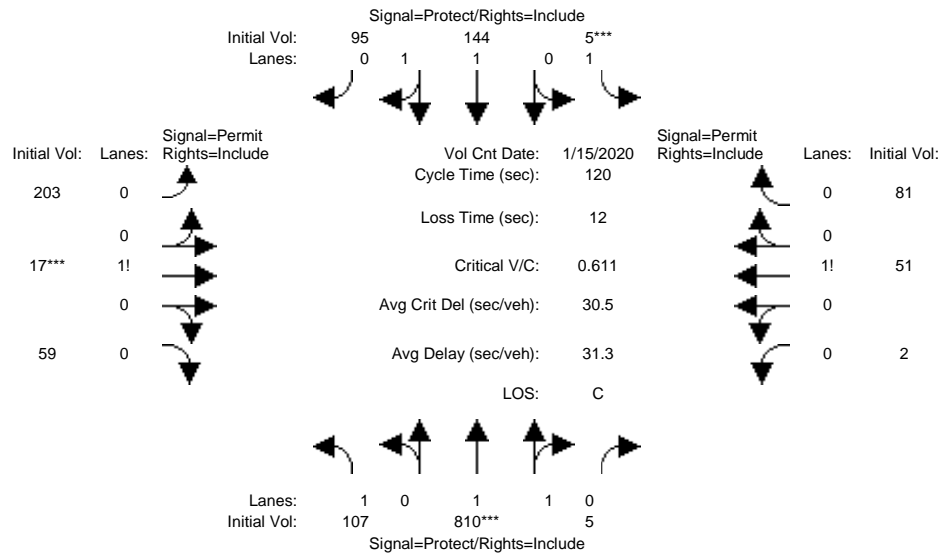 Signal=Protect/Rights=Include
Initial Vol: 95 144 5***
Lanes: 0 1 1 0 1
Signal=Permit Signal=Permit
Initial Vol: Lanes: Rights=Include Vol Cnt Date: 1/15/2020 Rights=Include Lanes: Initial Vol:
Cycle Time (sec): 120
203 0 0 81
Loss Time (sec): 12
0 0
17*** 1! Critical V/C: 0.611 1! 51
0 Avg Crit Del (sec/veh): 30.5 0
59 0 Avg Delay (sec/veh): 31.3 0 2
LOS: C
Lanes: 1 0 1 1 0
Initial Vol: 107 810*** 5
Signal=Protect/Rights=Include